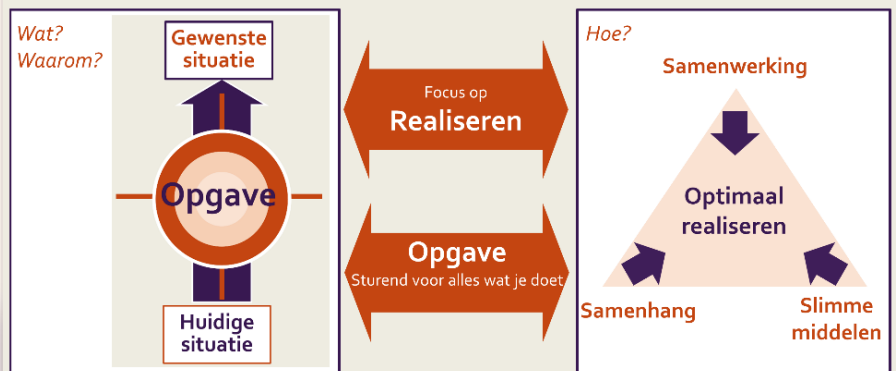 Wat?
Waarom?
Gewenste
situatie
Opgave
Huidige
situatie
Focus op
Realiseren
Opgave
Sturend voor alles wat je doet
Hoe?
Samenwerking
Optimaal
realiseren
Samenhang
Slimme
middelen